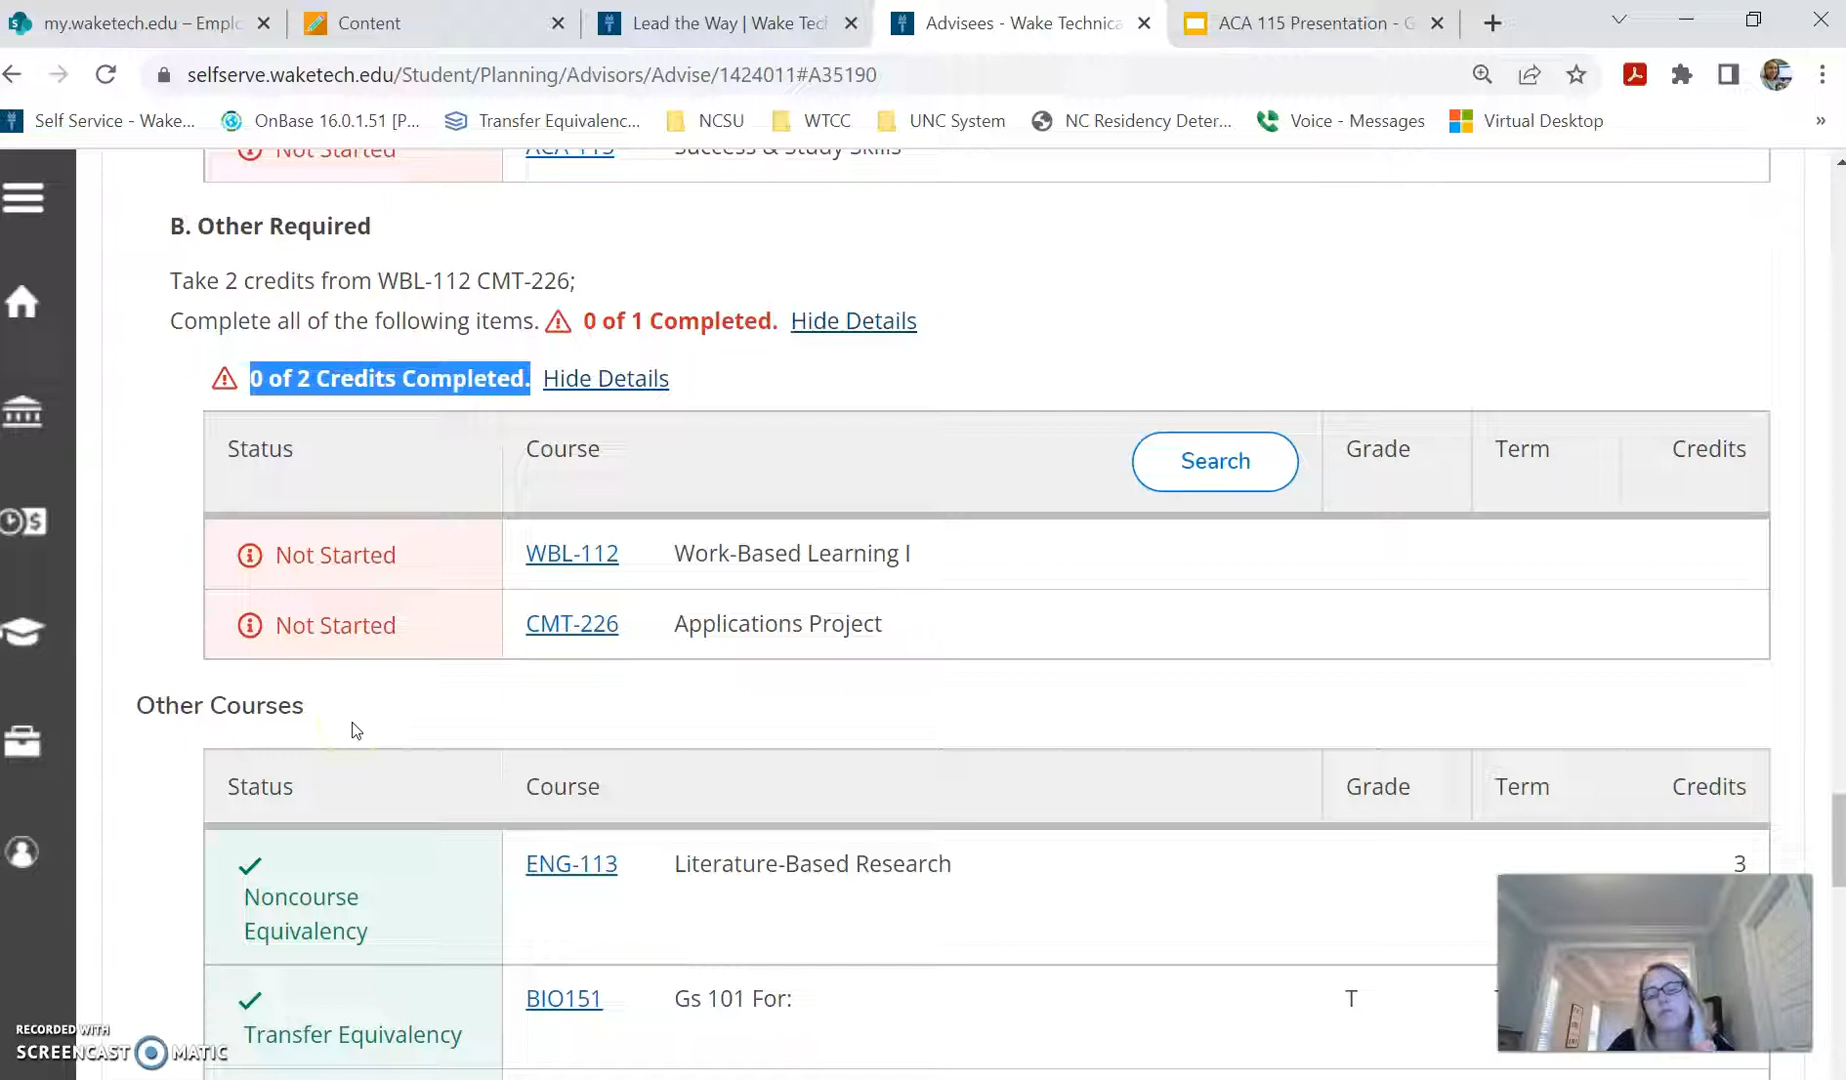 my.waketech.edu – Emplo
Content
Lead the Way | Wake Tech
Advisees - Wake Technica
ACA 115 Presentation - G
selfserve.waketech.edu/Student/Planning/Advisors/Advise/1424011#A35190
Self Service - Wake...
OnBase 16.0.1.51 [P...
Transfer Equivalenc...
NCSU
WTCC
UNC System
NC Residency Deter...
Voice - Messages
Virtual Desktop
»
Not Started ACA-115 Success & Study Skills
B. Other Required
Take 2 credits from WBL-112 CMT-226;
Complete all of the following items. 0 of 1 Completed. Hide Details
0 of 2 Credits Completed. Hide Details
Status Course Search Grade Term Credits
Not Started WBL-112 Work-Based Learning I
Not Started CMT-226 Applications Project
Other Courses
Status Course Grade Term Credits
Noncourse Equivalency ENG-113 Literature-Based Research 3
Transfer Equivalency BIO151 Gs 101 For: T
RECORDED WITH
SCREENCAST MATIC